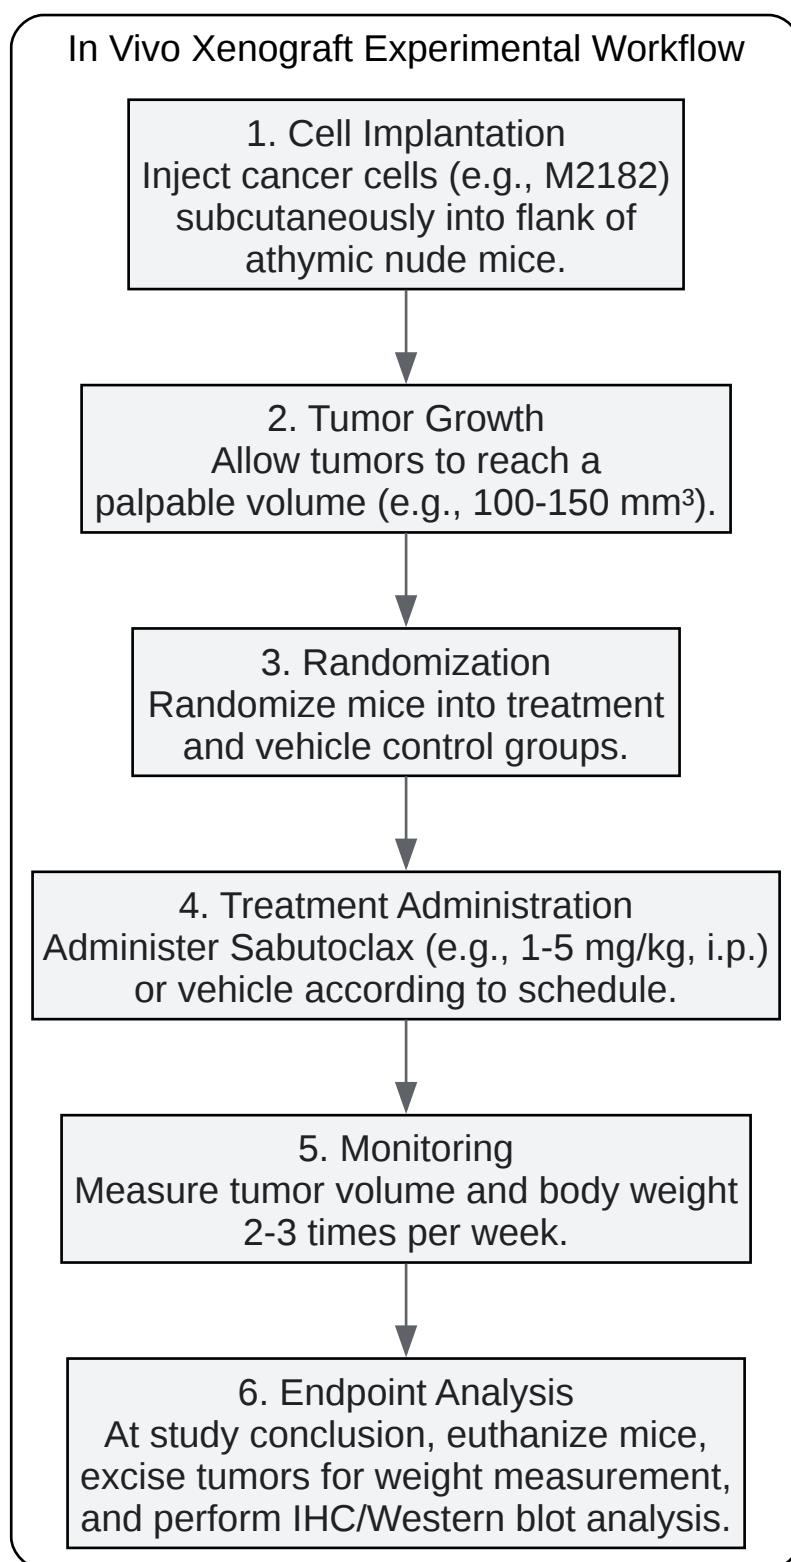 In Vivo Xenograft Experimental Workflow
1. Cell Implantation
Inject cancer cells (e.g., M2182)
subcutaneously into flank of
athymic nude mice.
2. Tumor Growth
Allow tumors to reach a
palpable volume (e.g., 100-150 mm³).
3. Randomization
Randomize mice into treatment
and vehicle control groups.
4. Treatment Administration
Administer Sabutoclax (e.g., 1-5 mg/kg, i.p.)
or vehicle according to schedule.
5. Monitoring
Measure tumor volume and body weight
2-3 times per week.
6. Endpoint Analysis
At study conclusion, euthanize mice,
excise tumors for weight measurement,
and perform IHC/Western blot analysis.